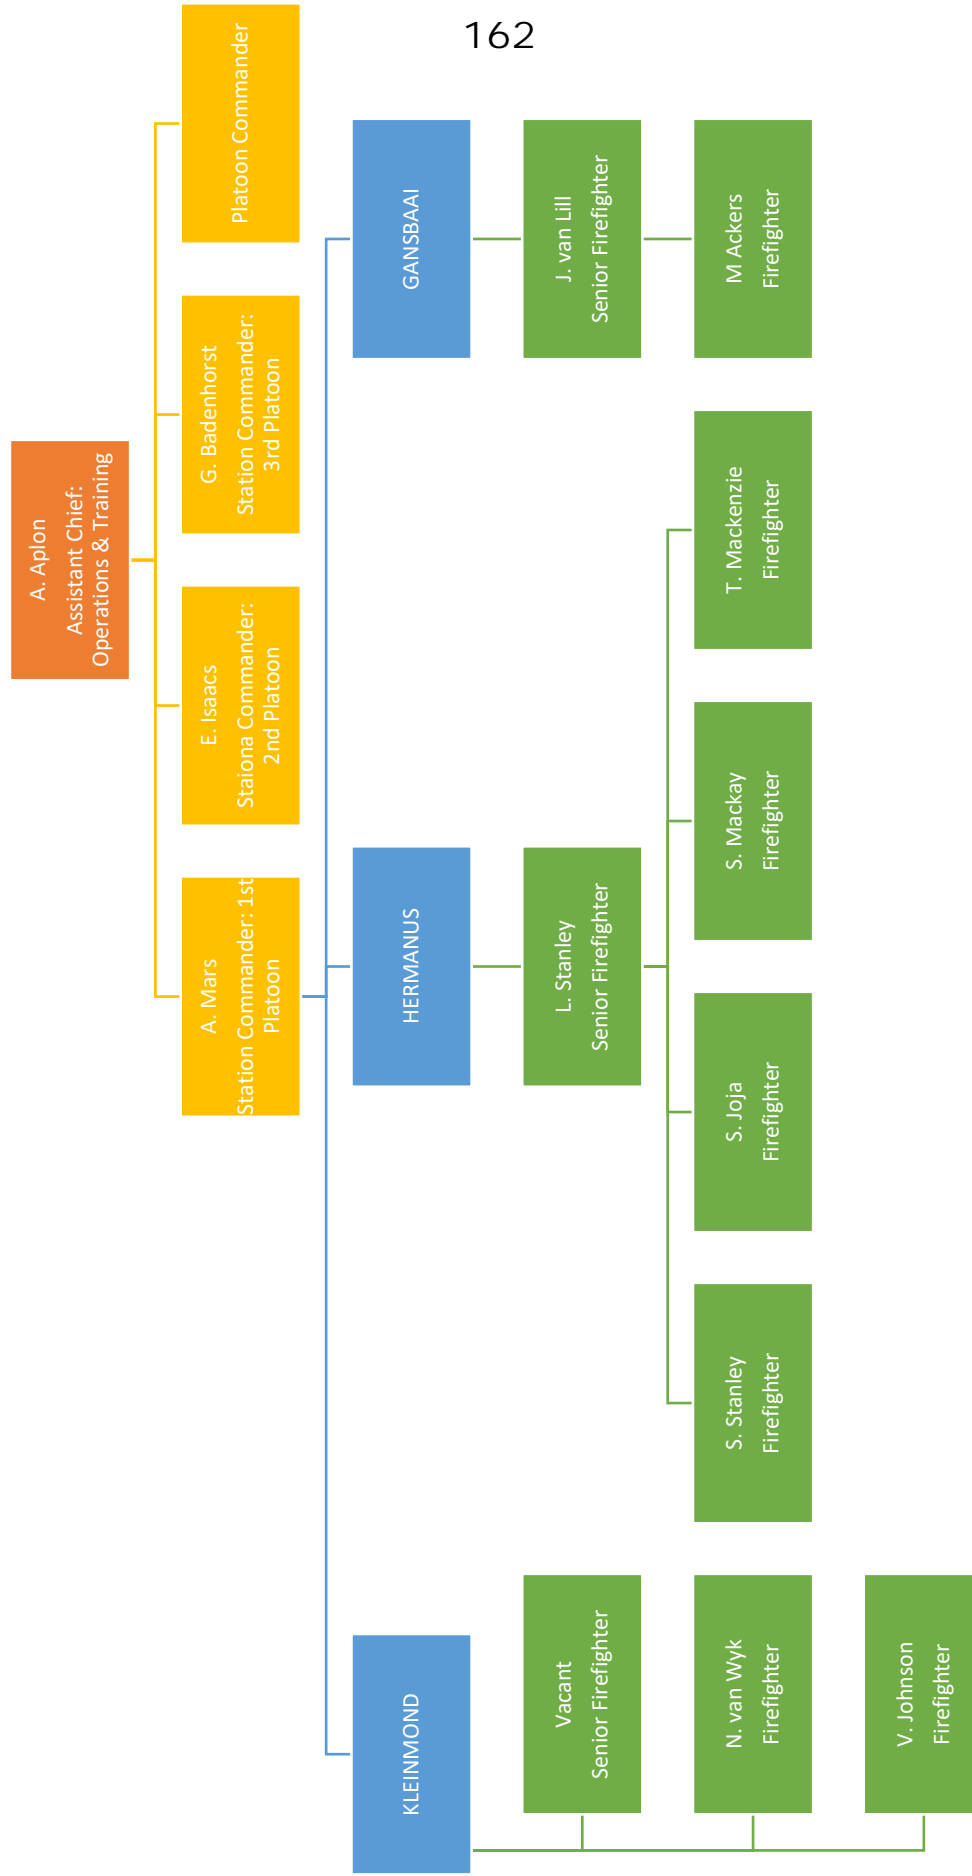 162
A. Aplon
Assistant Chief:
Operations & Training
A. Mars
Station Commander: 1st
Platoon
E. Isaacs
Staiona Commander:
2nd Platoon
G. Badenhorst
Station Commander:
3rd Platoon
Platoon Commander
KLEINMOND
HERMANUS
GANSBAAI
Vacant
Senior Firefighter
L. Stanley
Senior Firefighter
J. van Lill
Senior Firefighter
N. van Wyk
Firefighter
S. Stanley
Firefighter
S. Joja
Firefighter
S. Mackay
Firefighter
T. Mackenzie
Firefighter
M Ackers
Firefighter
V. Johnson
Firefighter